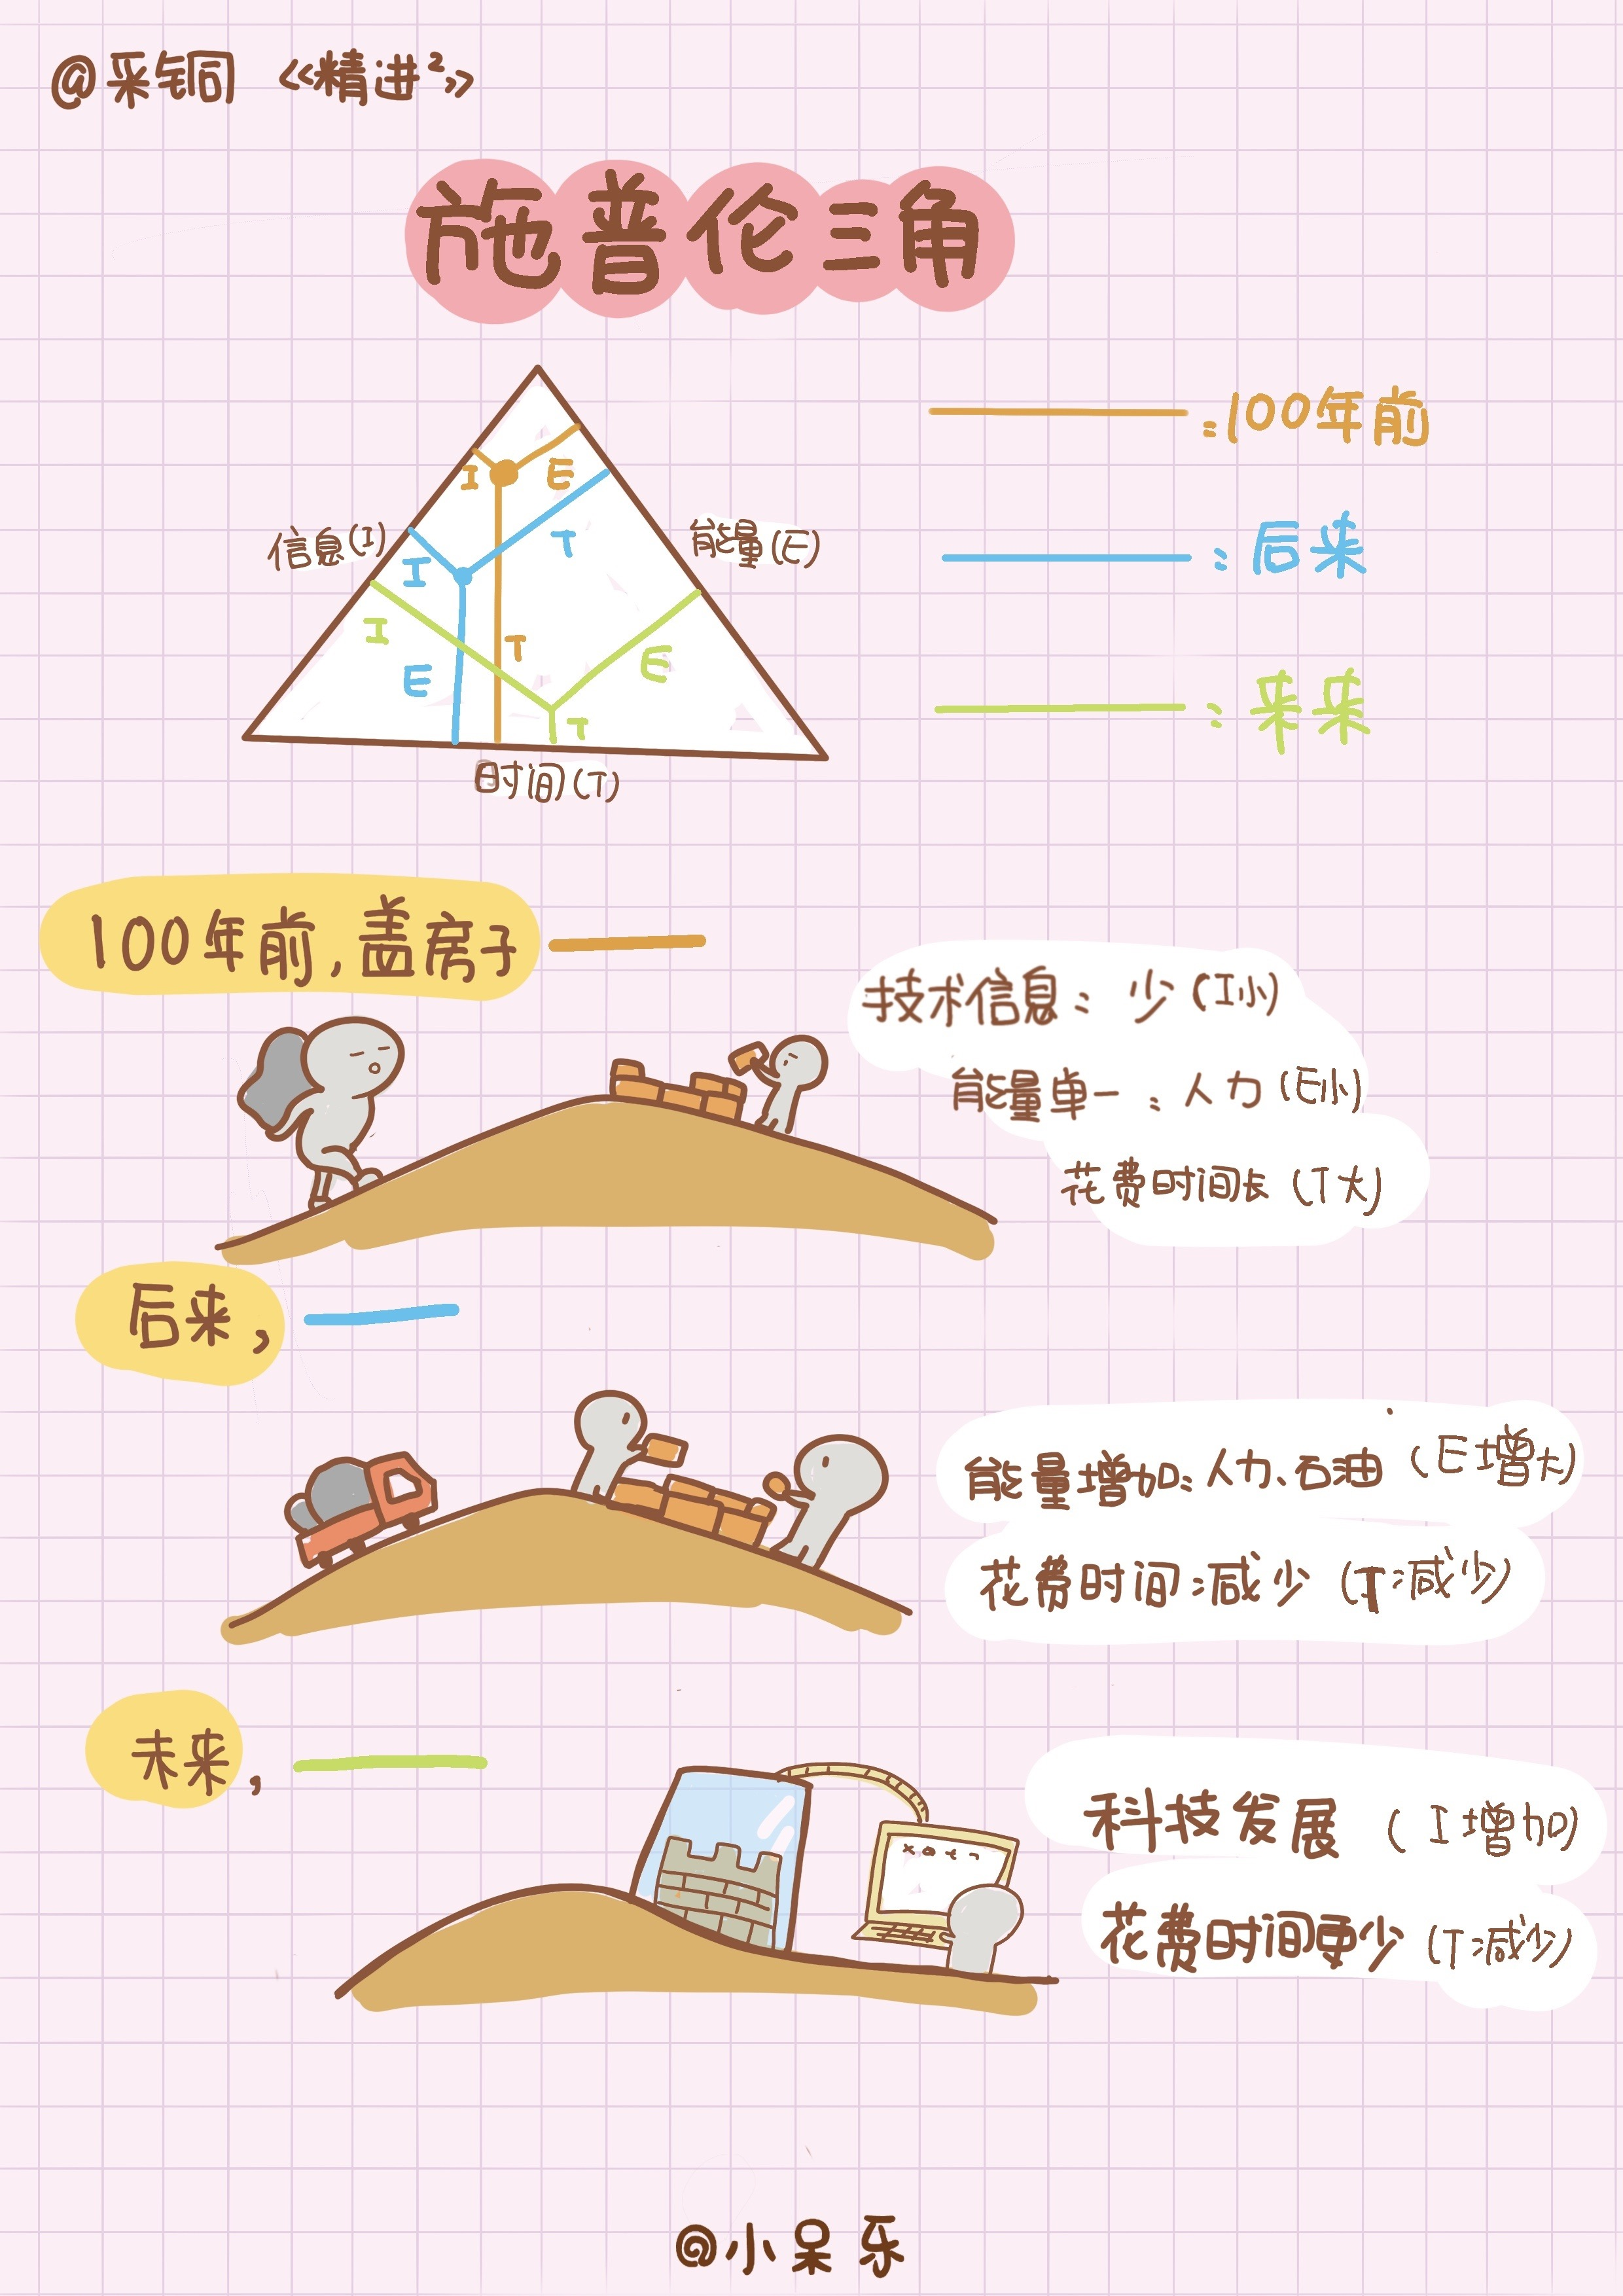 @采铜 《精进²》
施普伦三角
:100年前
:后来
:来来
信息(I)
能量(E)
时间(T)
I
E
T
I
T
E
I
E
T
100年前,盖房子
技术信息: 少 (I小)
能量单一:人力 (E小)
花费时间长 (T大)
后来,
能量增加:人力、石油 (E增大)
花费时间:减少 (T:减少)
未来,
科技发展 (I增加)
花费时间更少 (T:减少)
@小呆乐